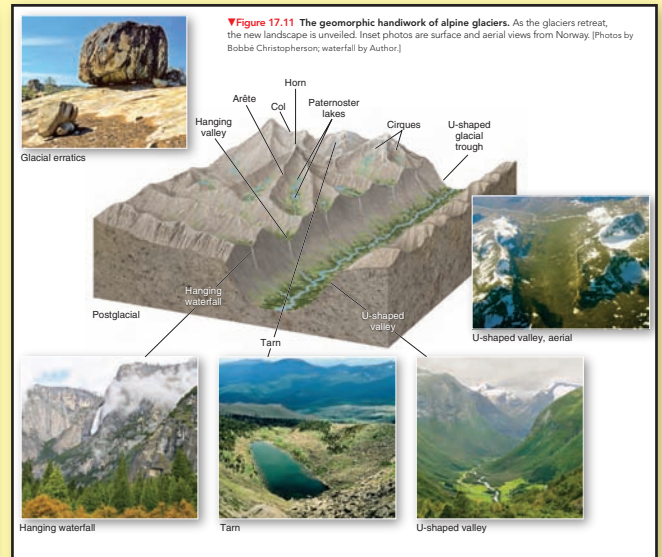 ▼Figure 17.11 The geomorphic handiwork of alpine glaciers. As the glaciers retreat,
the new landscape is unveiled. Inset photos are surface and aerial views from Norway. [Photos by
Bobbé Christopherson; waterfall by Author.]
Glacial erratics
Horn
Arête
Col
Paternoster
lakes
Hanging
valley
Cirques
U-shaped
glacial
trough
Hanging
waterfall
Postglacial
U-shaped
valley
Tarn
U-shaped valley, aerial
Hanging waterfall
Tarn
U-shaped valley